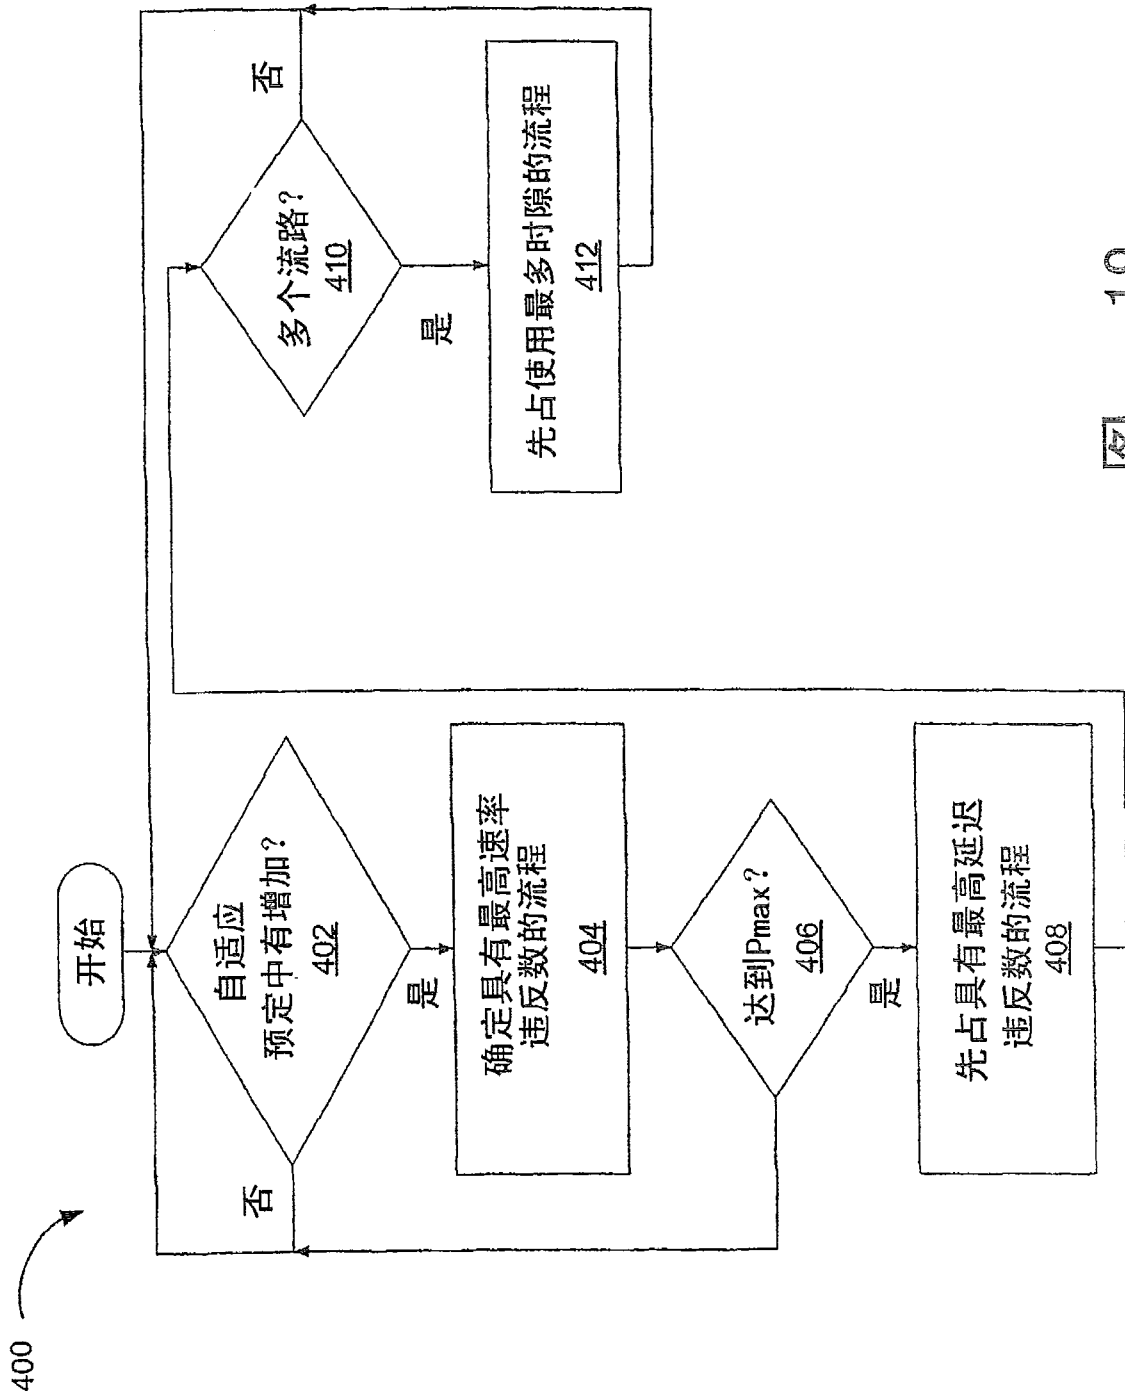 400
开始
自适应
预定中有增加?
402
否
是
确定具有最高速率
违反数的流程
404
达到Pmax?
406
是
先占具有最高延迟
违反数的流程
408
多个流路?
410
否
是
先占使用最多时隙的流程
412
图